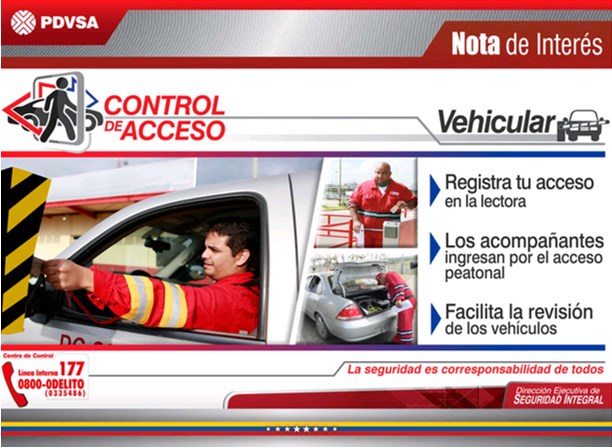 PDVSA
Nota de Interés
CONTROL
DE ACCESO
Vehicular
Registra tu acceso
en la lectora
Los acompañantes
ingresan por el acceso
peatonal
Facilita la revisión
de los vehículos
Centro de Control
Línea Interna 177
0800-0DELITO
(0335486)
La seguridad es corresponsabilidad de todos
Dirección Ejecutiva de
SEGURIDAD INTEGRAL